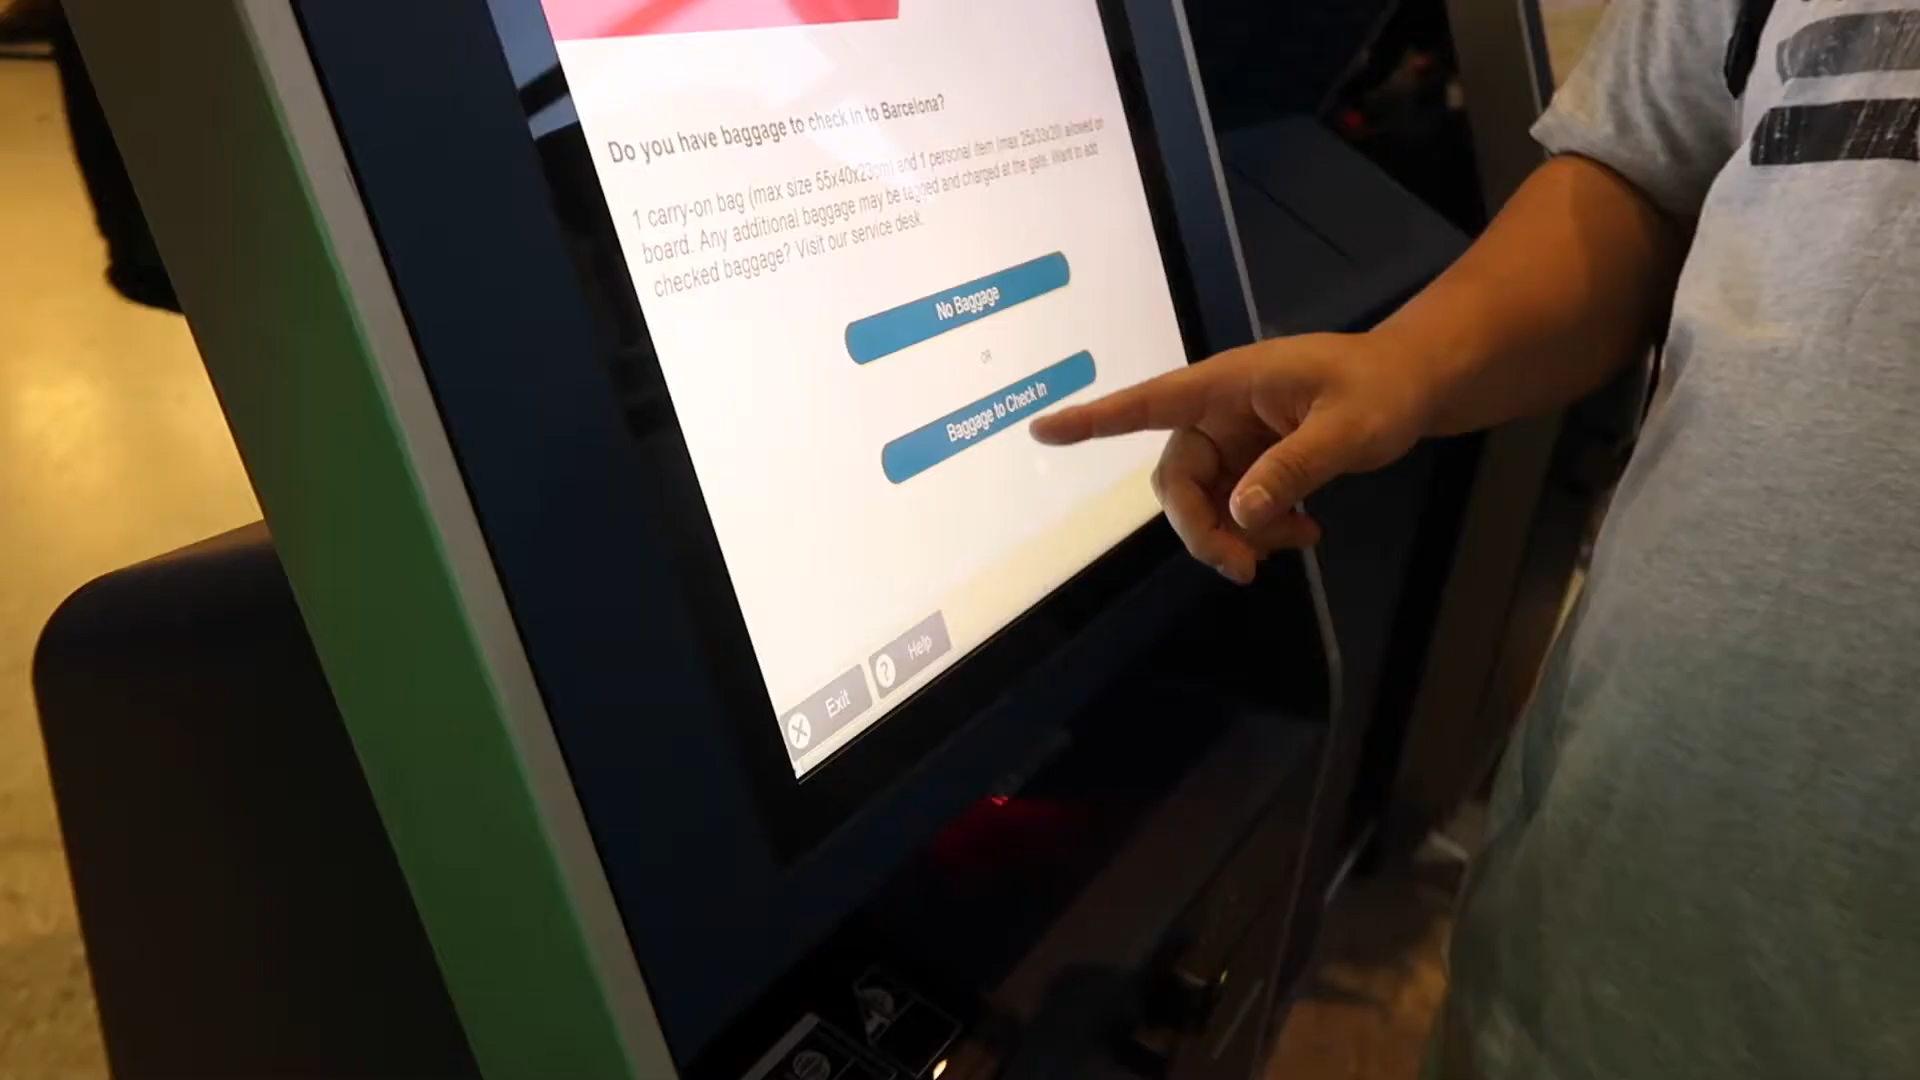 Do you have baggage to check in to Barcelona?
1 carry-on bag (max size 55x40x23cm) and 1 personal item (max 25x33x20) allowed on
board. Any additional baggage may be tagged and charged at the gate. Want to add
checked baggage? Visit our service desk.
No Baggage
OR
Baggage to Check In
Exit
? Help